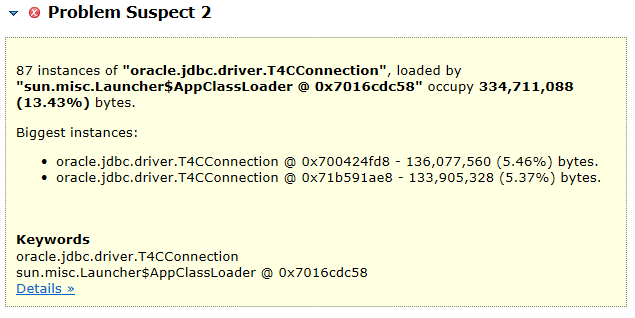 Problem Suspect 2
87 instances of "oracle.jdbc.driver.T4CConnection", loaded by
"sun.misc.Launcher$AppClassLoader @ 0x7016cdc58" occupy 334,711,088
(13.43%) bytes.
Biggest instances:
• oracle.jdbc.driver.T4CConnection @ 0x700424fd8 - 136,077,560 (5.46%) bytes.
• oracle.jdbc.driver.T4CConnection @ 0x71b591ae8 - 133,905,328 (5.37%) bytes.
Keywords
oracle.jdbc.driver.T4CConnection
sun.misc.Launcher$AppClassLoader @ 0x7016cdc58
Details »